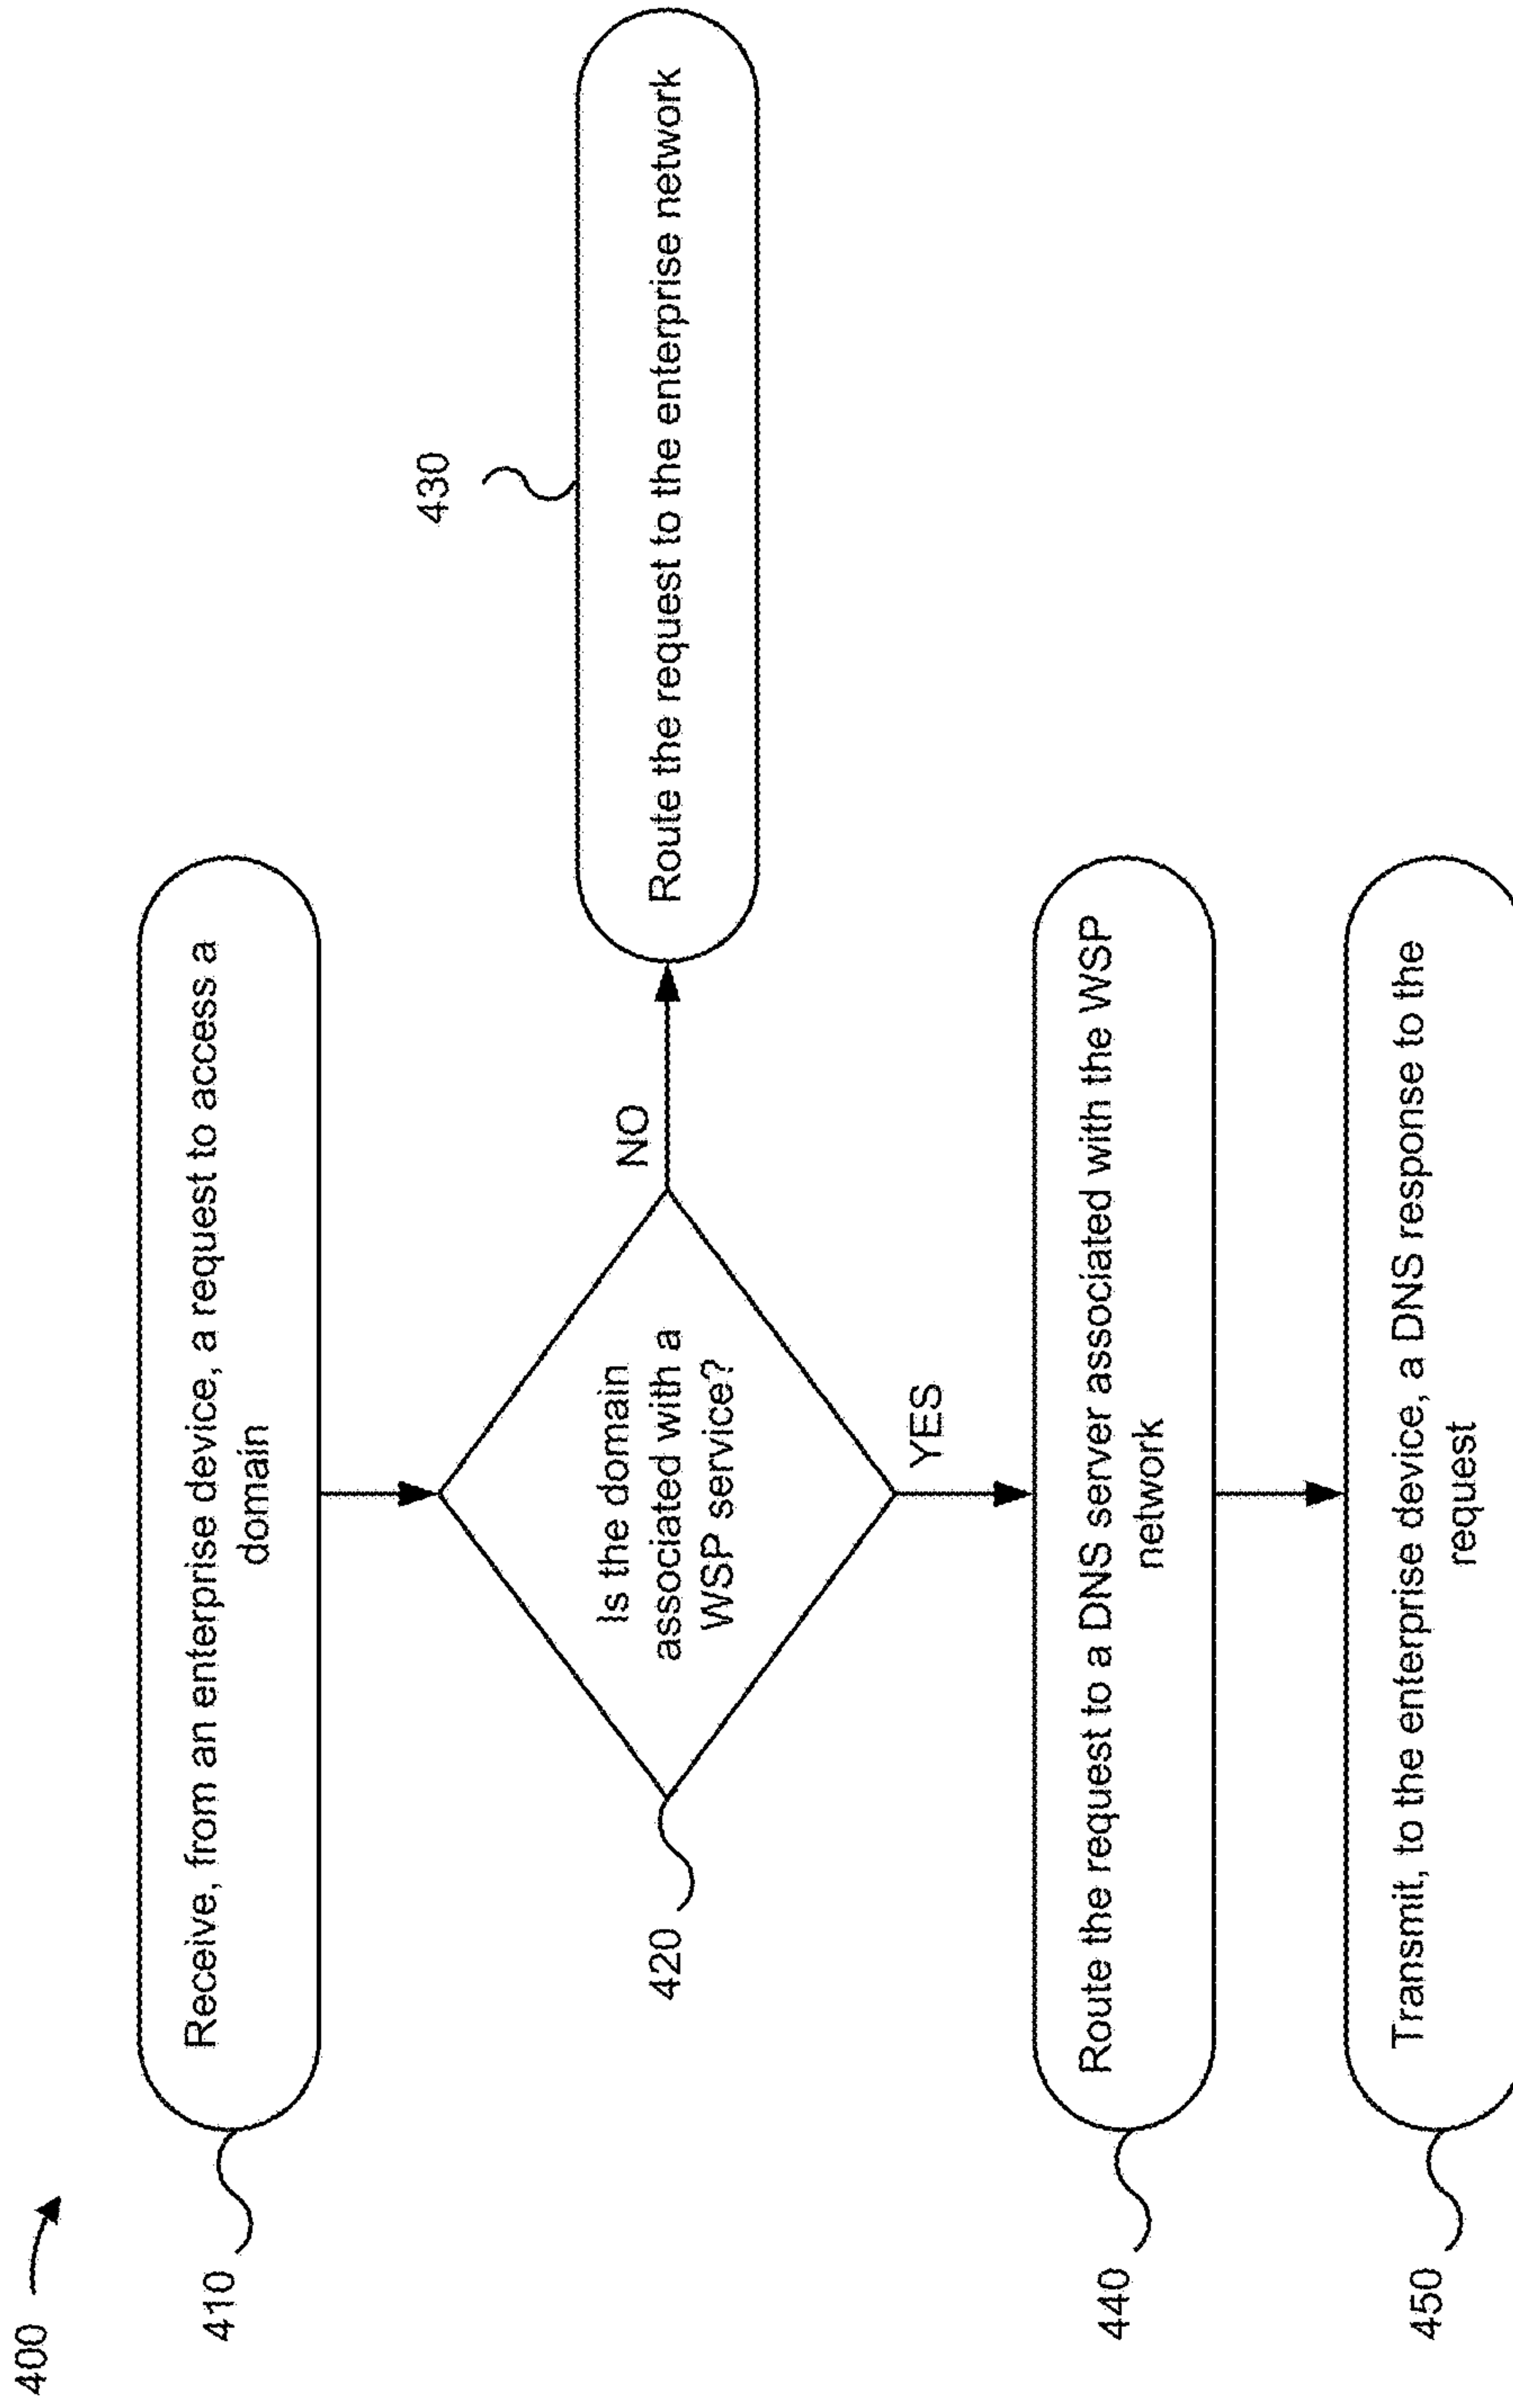 400
410
Receive, from an enterprise device, a request to access a
domain
420
Is the domain
associated with a
WSP service?
NO
430
Route the request to the enterprise network
YES
440
Route the request to a DNS server associated with the WSP
network
450
Transmit, to the enterprise device, a DNS response to the
request